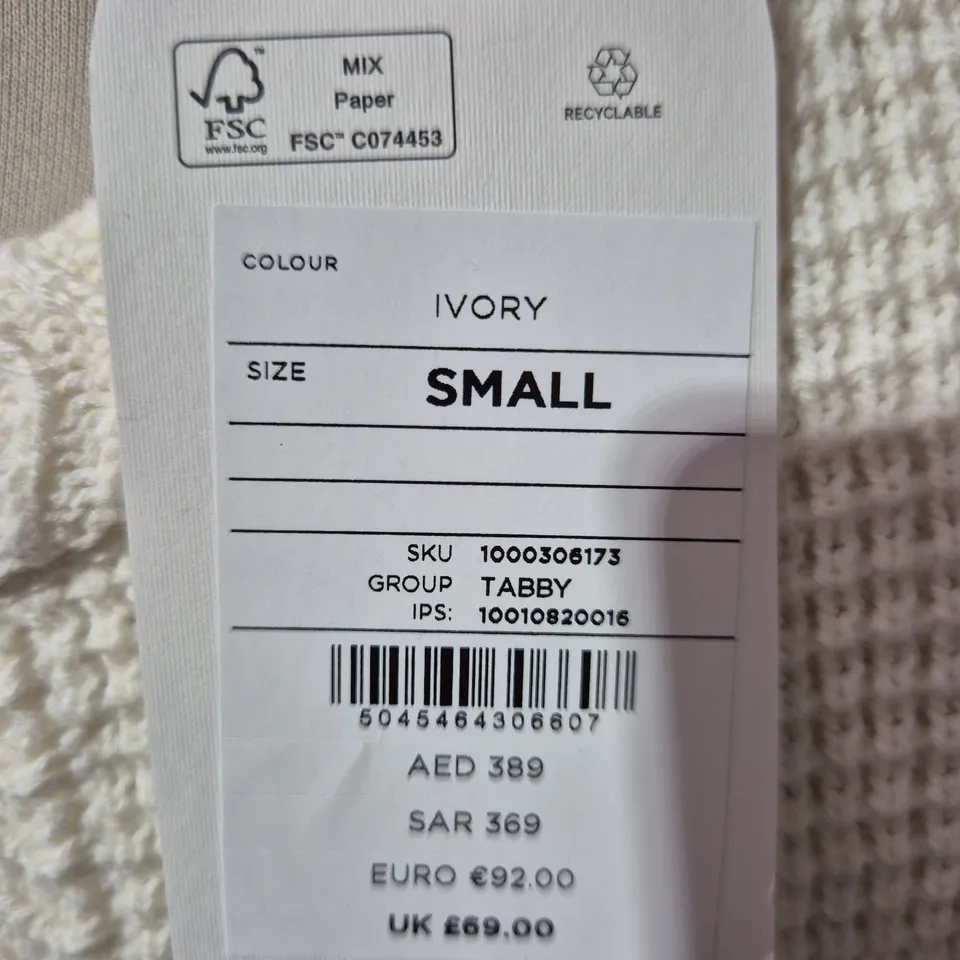 FSC™
www.fsc.org
MIX
Paper
FSC™ C074453
RECYCLABLE
COLOUR
IVORY
SIZE SMALL
SKU 1000306173
GROUP TABBY
IPS: 10010820016
5045464306607
AED 389
SAR 369
EURO €92.00
UK £69.00